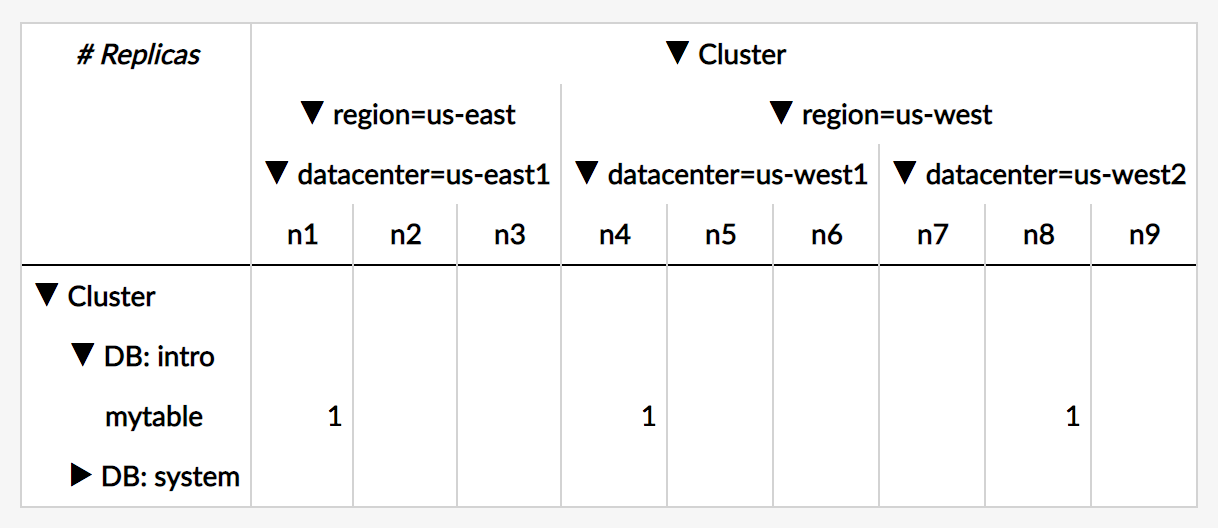 # Replicas
Cluster
region=us-east
region=us-west
datacenter=us-east1
datacenter=us-west1
datacenter=us-west2
n1 n2 n3 n4 n5 n6 n7 n8 n9
Cluster
DB: intro
mytable 1 1 1
DB: system